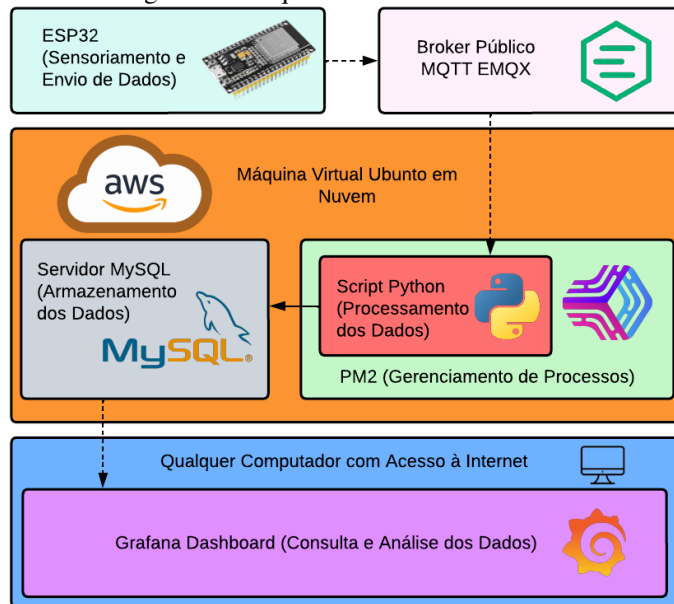 ESP32
(Sensoriamento e
Envio de Dados)
Broker Público
MQTT EMQX
aws
Máquina Virtual Ubunto em
Nuvem
Servidor MySQL
(Armazenamento
dos Dados)
MySQL®
Script Python
(Processamento
dos Dados)
PM2 (Gerenciamento de Processos)
Qualquer Computador com Acesso à Internet
Grafana Dashboard (Consulta e Análise dos Dados)